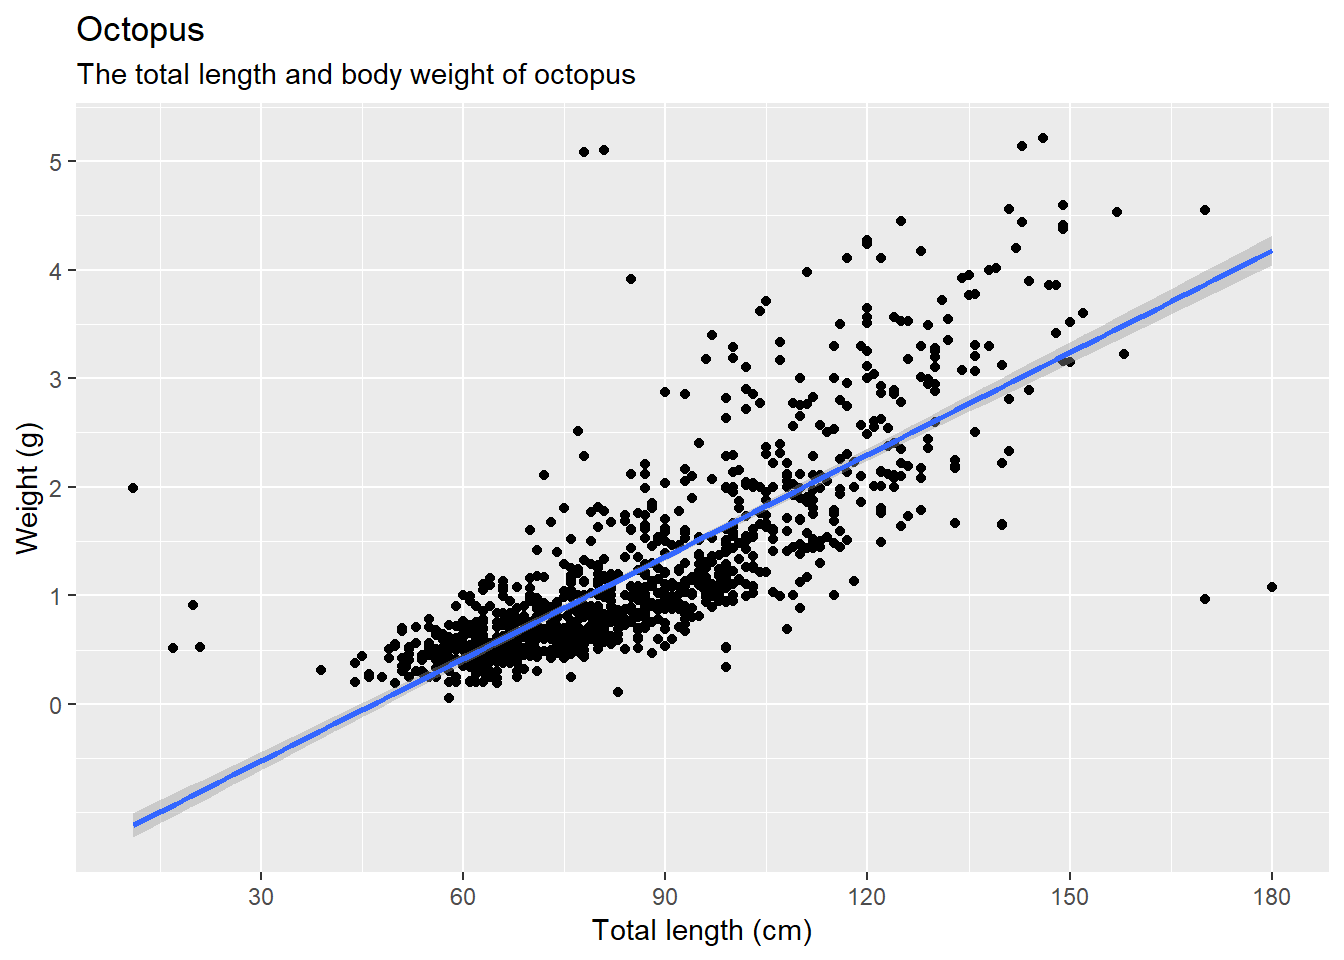 Octopus
The total length and body weight of octopus
5
4
3
2
1
0
Weight (g)
30 60 90 120 150 180
Total length (cm)